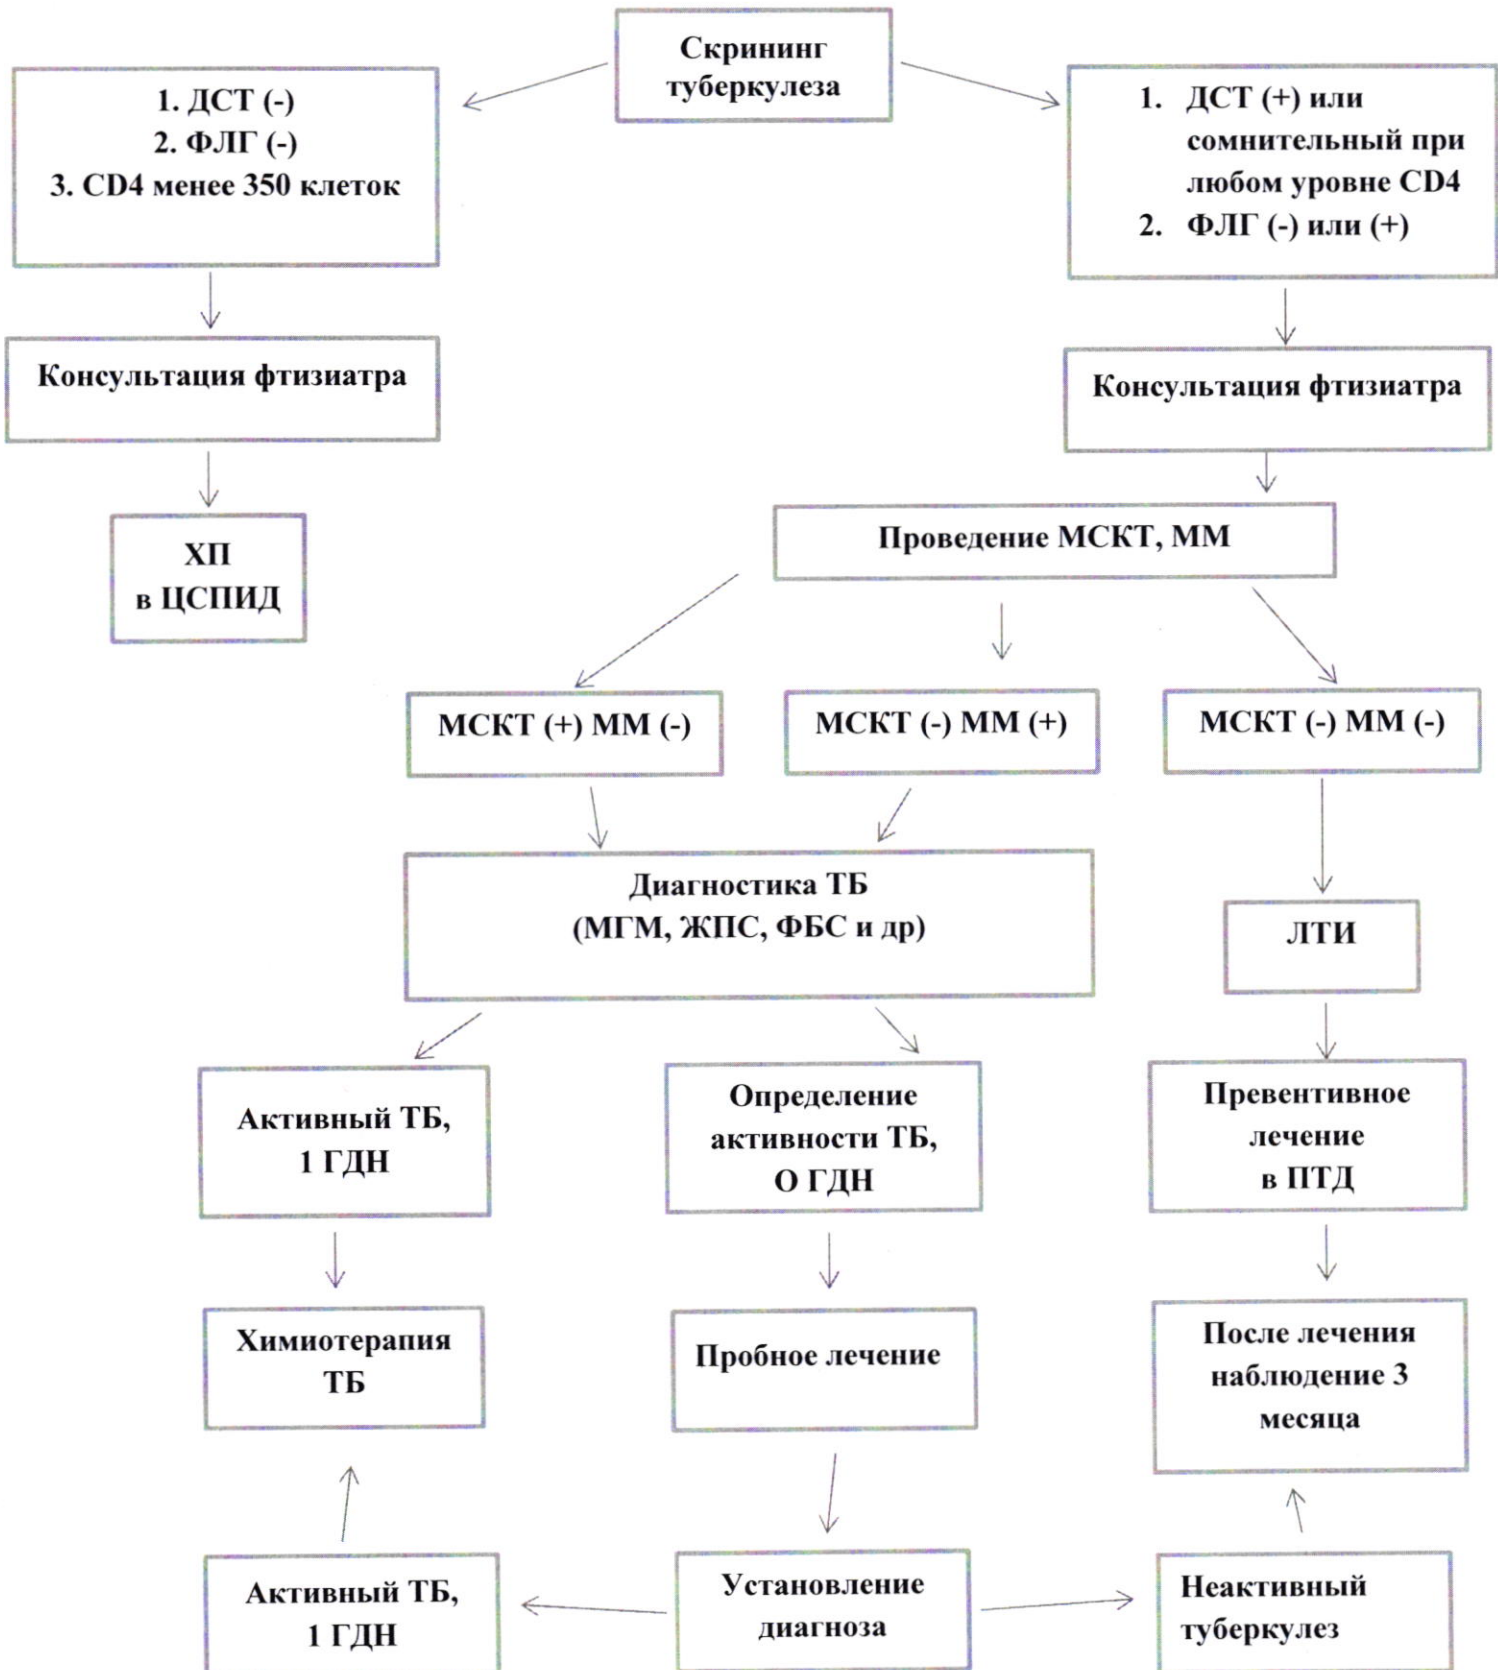 Скрининг
туберкулеза
1. ДСТ (-)
2. ФЛГ (-)
3. CD4 менее 350 клеток
1. ДСТ (+) или
сомнительный при
любом уровне CD4
2. ФЛГ (-) или (+)
Консультация фтизиатра
Консультация фтизиатра
ХП
в ЦСПИД
Проведение МСКТ, ММ
МСКТ (+) ММ (-)
МСКТ (-) ММ (+)
МСКТ (-) ММ (-)
Диагностика ТБ
(МГМ, ЖПС, ФБС и др)
ЛТИ
Активный ТБ,
1 ГДН
Определение
активности ТБ,
О ГДН
Превентивное
лечение
в ПТД
Химиотерапия
ТБ
Пробное лечение
После лечения
наблюдение 3
месяца
Активный ТБ,
1 ГДН
Установление
диагноза
Неактивный
туберкулез